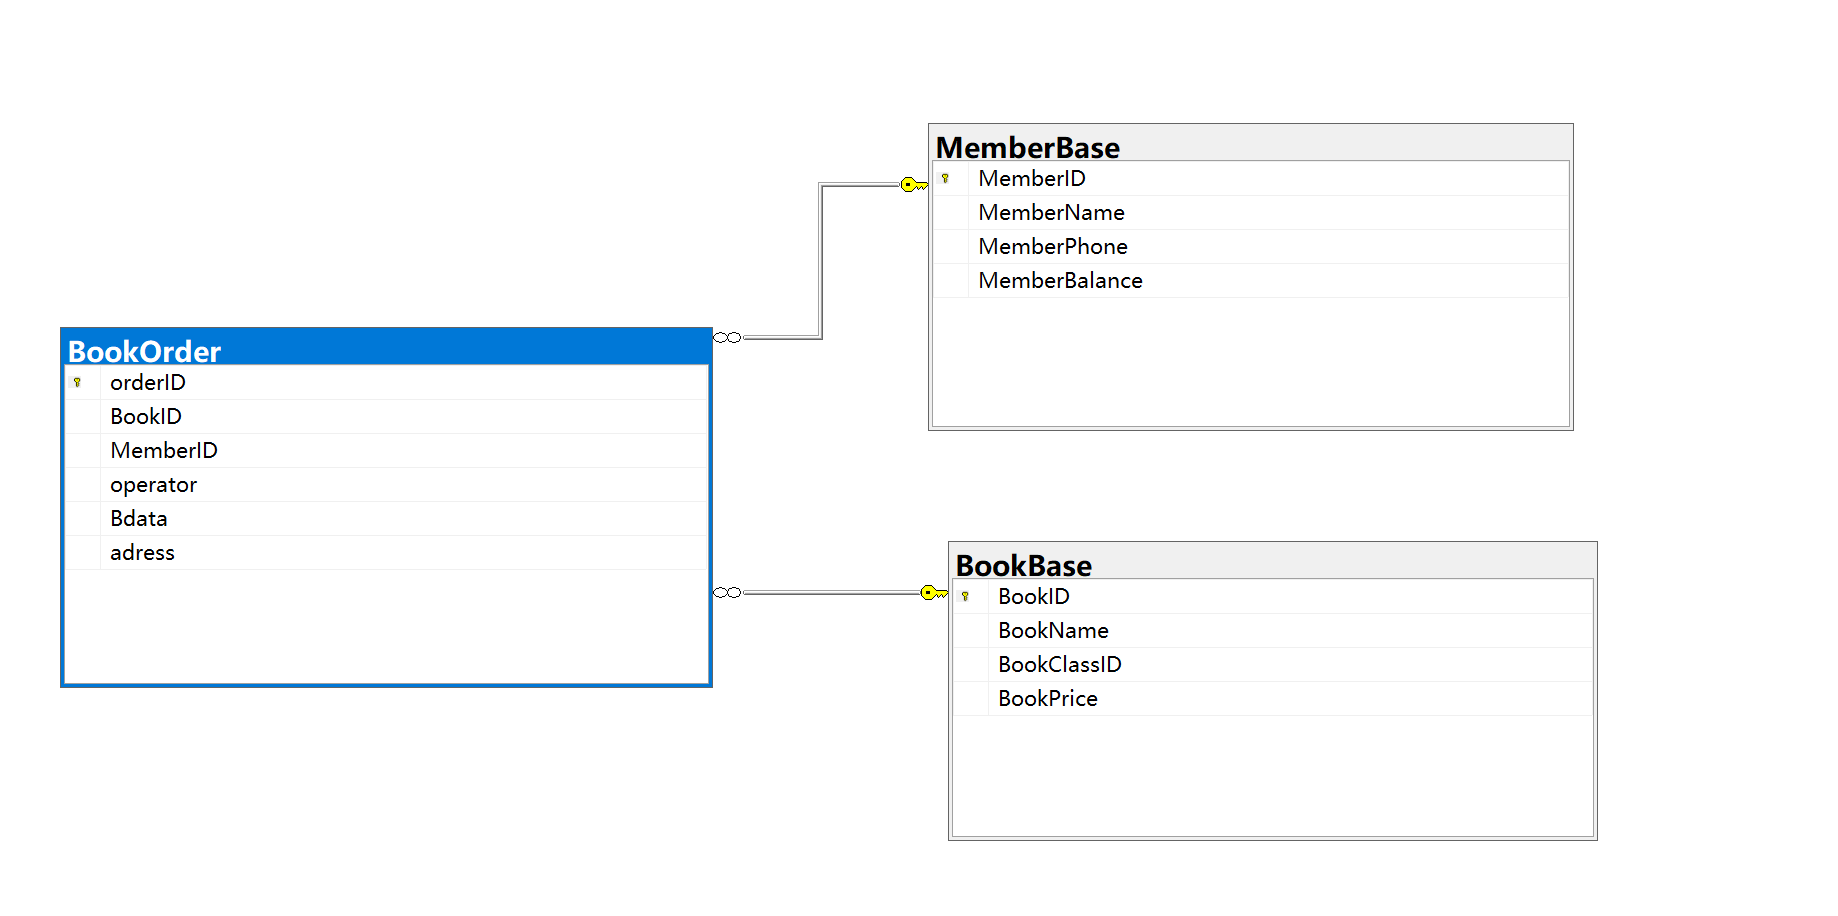 MemberBase
MemberID
MemberName
MemberPhone
MemberBalance
BookOrder
orderID
BookID
MemberID
operator
Bdata
adress
BookBase
BookID
BookName
BookClassID
BookPrice